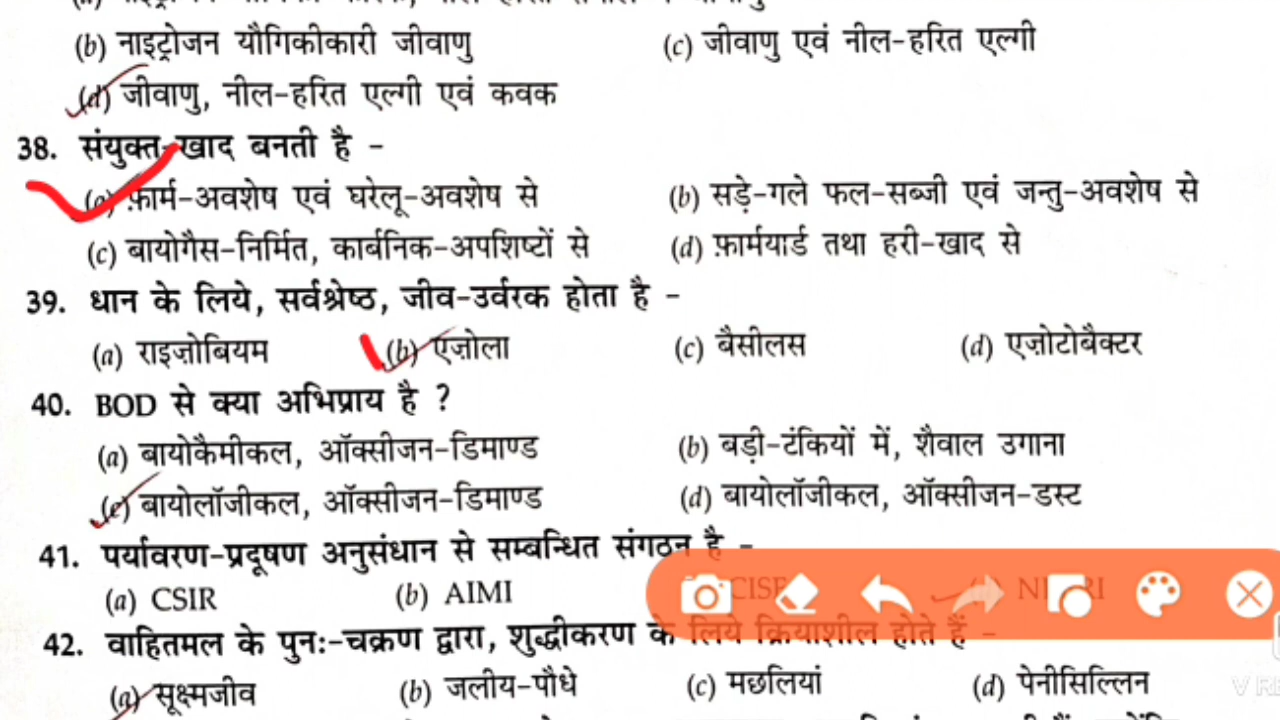 (b) नाइट्रोजन यौगिकीकारी जीवाणु (c) जीवाणु एवं नील-हरित एल्गी
(d) जीवाणु, नील-हरित एल्गी एवं कवक
38. संयुक्त-खाद बनती है -
(a) फ़ार्म-अवशेष एवं घरेलू-अवशेष से (b) सड़े-गले फल-सब्जी एवं जन्तु-अवशेष से
(c) बायोगैस-निर्मित, कार्बनिक-अपशिष्टों से (d) फ़ार्मयार्ड तथा हरी-खाद से
39. धान के लिये, सर्वश्रेष्ठ, जीव-उर्वरक होता है -
(a) राइज़ोबियम (b) एज़ोला (c) बैसीलस (d) एज़ोटोबैक्टर
40. BOD से क्या अभिप्राय है ?
(a) बायोकैमीकल, ऑक्सीजन-डिमाण्ड (b) बड़ी-टंकियों में, शैवाल उगाना
(c) बायोलॉजीकल, ऑक्सीजन-डिमाण्ड (d) बायोलॉजीकल, ऑक्सीजन-डस्ट
41. पर्यावरण-प्रदूषण अनुसंधान से सम्बन्धित संगठन है -
(a) CSIR (b) AIMI
42. वाहितमल के पुनः-चक्रण द्वारा, शुद्धीकरण के लिये क्रियाशील होते हैं -
(a) सूक्ष्मजीव (b) जलीय-पौधे (c) मछलियां (d) पेनीसिल्लिन